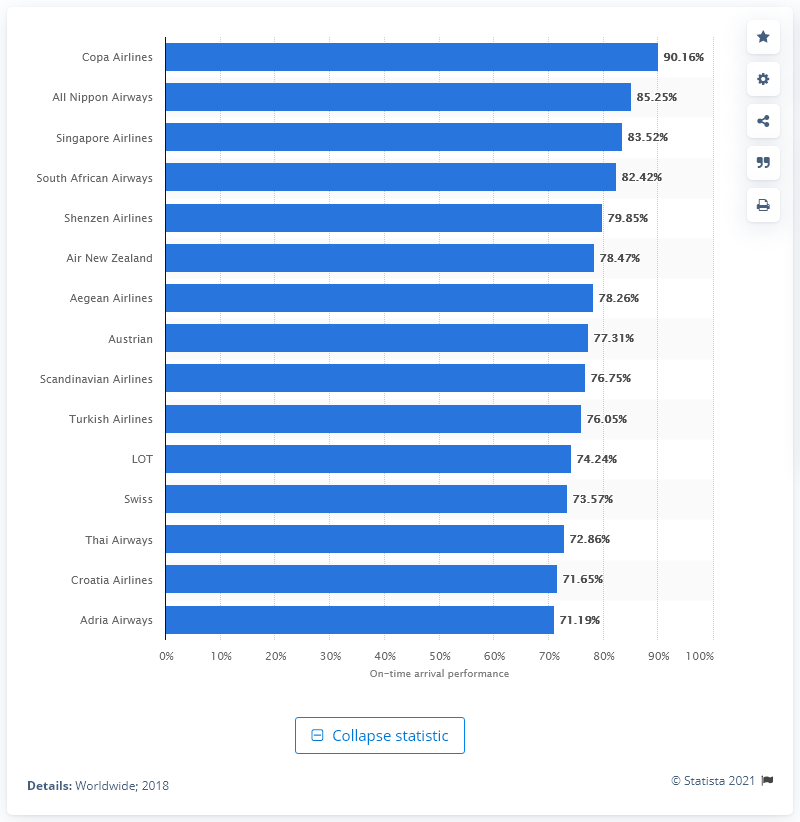 Copa Airlines 90.16%
All Nippon Airways 85.25%
Singapore Airlines 83.52%
South African Airways 82.42%
Shenzen Airlines 79.85%
Air New Zealand 78.47%
Aegean Airlines 78.26%
Austrian 77.31%
Scandinavian Airlines 76.75%
Turkish Airlines 76.05%
LOT 74.24%
Swiss 73.57%
Thai Airways 72.86%
Croatia Airlines 71.65%
Adria Airways 71.19%
0% 10% 20% 30% 40% 50% 60% 70% 80% 90% 100%
On-time arrival performance
Collapse statistic
Details: Worldwide; 2018
© Statista 2021